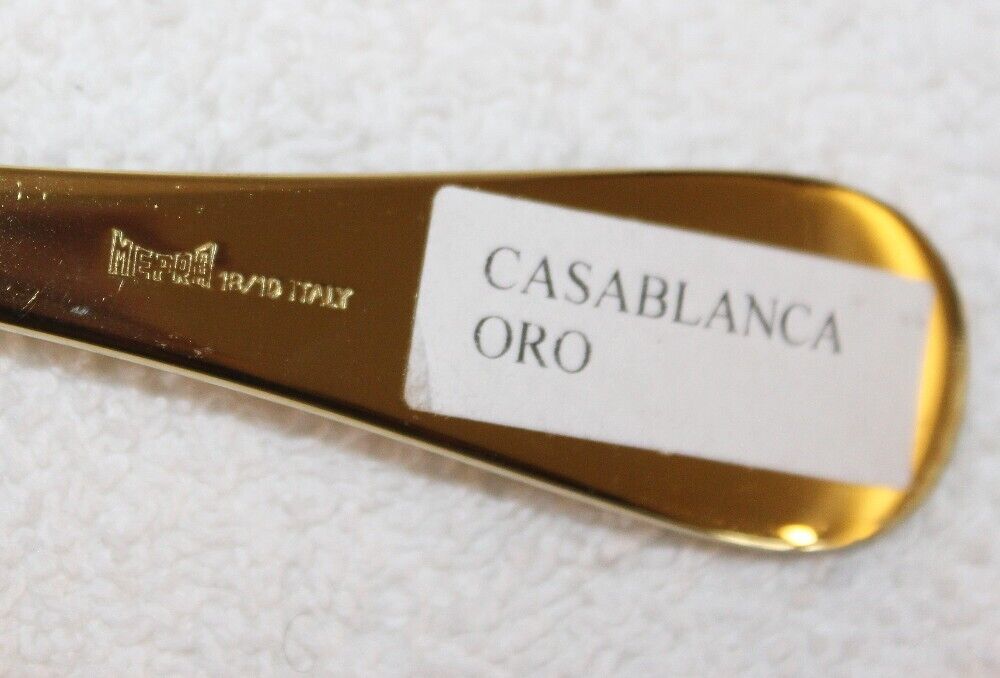 MEPRA 18/10 ITALY
CASABLANCA
ORO